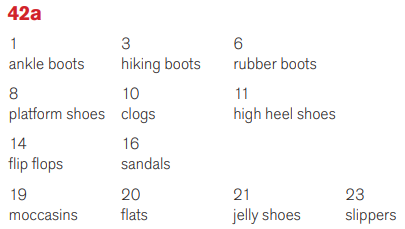 42a
1 3 6
ankle boots hiking boots rubber boots
8 10 11
platform shoes clogs high heel shoes
14 16
flip flops sandals
19 20 21 23
moccasins flats jelly shoes slippers